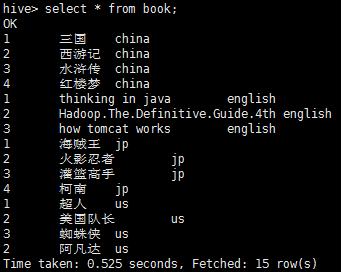 hive> select * from book;
OK
1 三国 china
2 西游记 china
3 水浒传 china
4 红楼梦 china
1 thinking in java english
2 Hadoop.The.Definitive.Guide.4th english
3 how tomcat works english
1 海贼王 jp
2 火影忍者 jp
3 灌篮高手 jp
4 柯南 jp
1 超人 us
2 美国队长 us
3 蜘蛛侠 us
2 阿凡达 us
Time taken: 0.525 seconds, Fetched: 15 row(s)